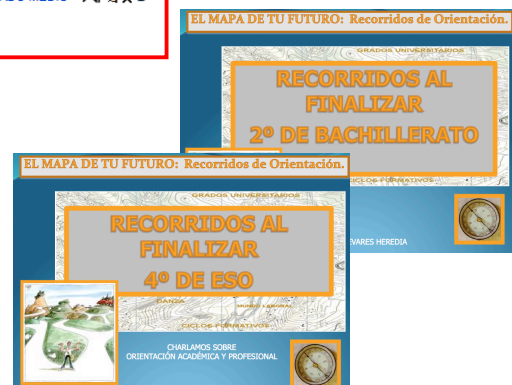 EL MAPA DE TU FUTURO: Recorridos de Orientación.
GRADOS UNIVERSITARIOS
RECORRIDOS AL
FINALIZAR
2º DE BACHILLERATO
CICLOS FORMATIVOS
EVARES HEREDIA
EL MAPA DE TU FUTURO: Recorridos de Orientación.
GRADOS UNIVERSITARIOS
RECORRIDOS AL
FINALIZAR
4º DE ESO
DANZA
MUNDO LABORAL
CICLOS FORMATIVOS
CHARLAMOS SOBRE
ORIENTACIÓN ACADÉMICA Y PROFESIONAL